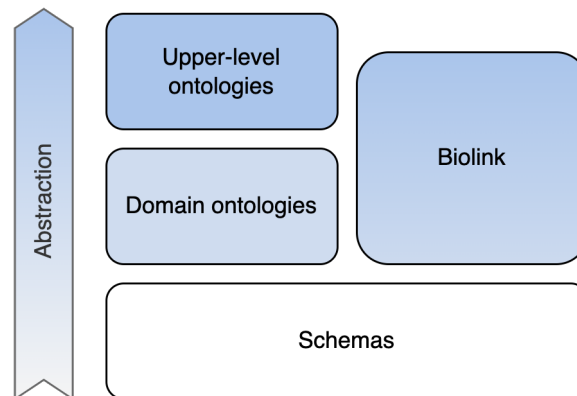 Upper-level
ontologies
Biolink
Domain ontologies
Abstraction
Schemas